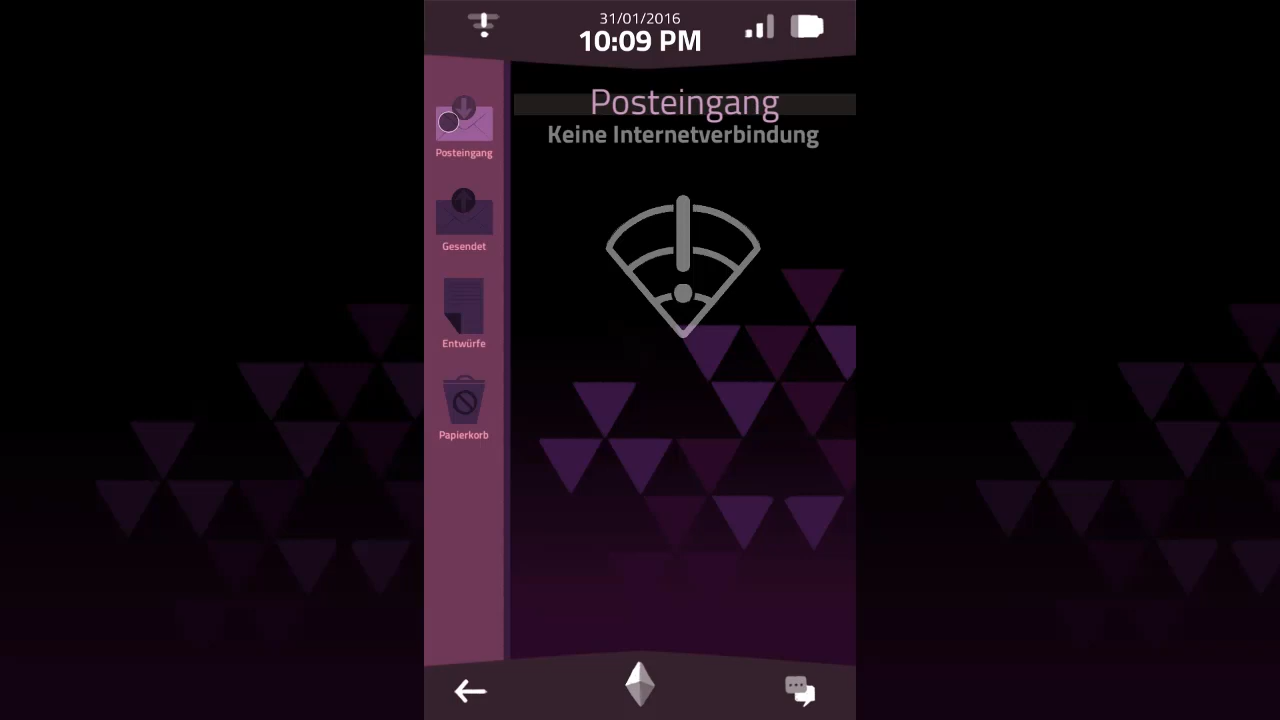 31/01/2016
10:09 PM
Posteingang
Keine Internetverbindung
Posteingang
Gesendet
Entwürfe
Papierkorb